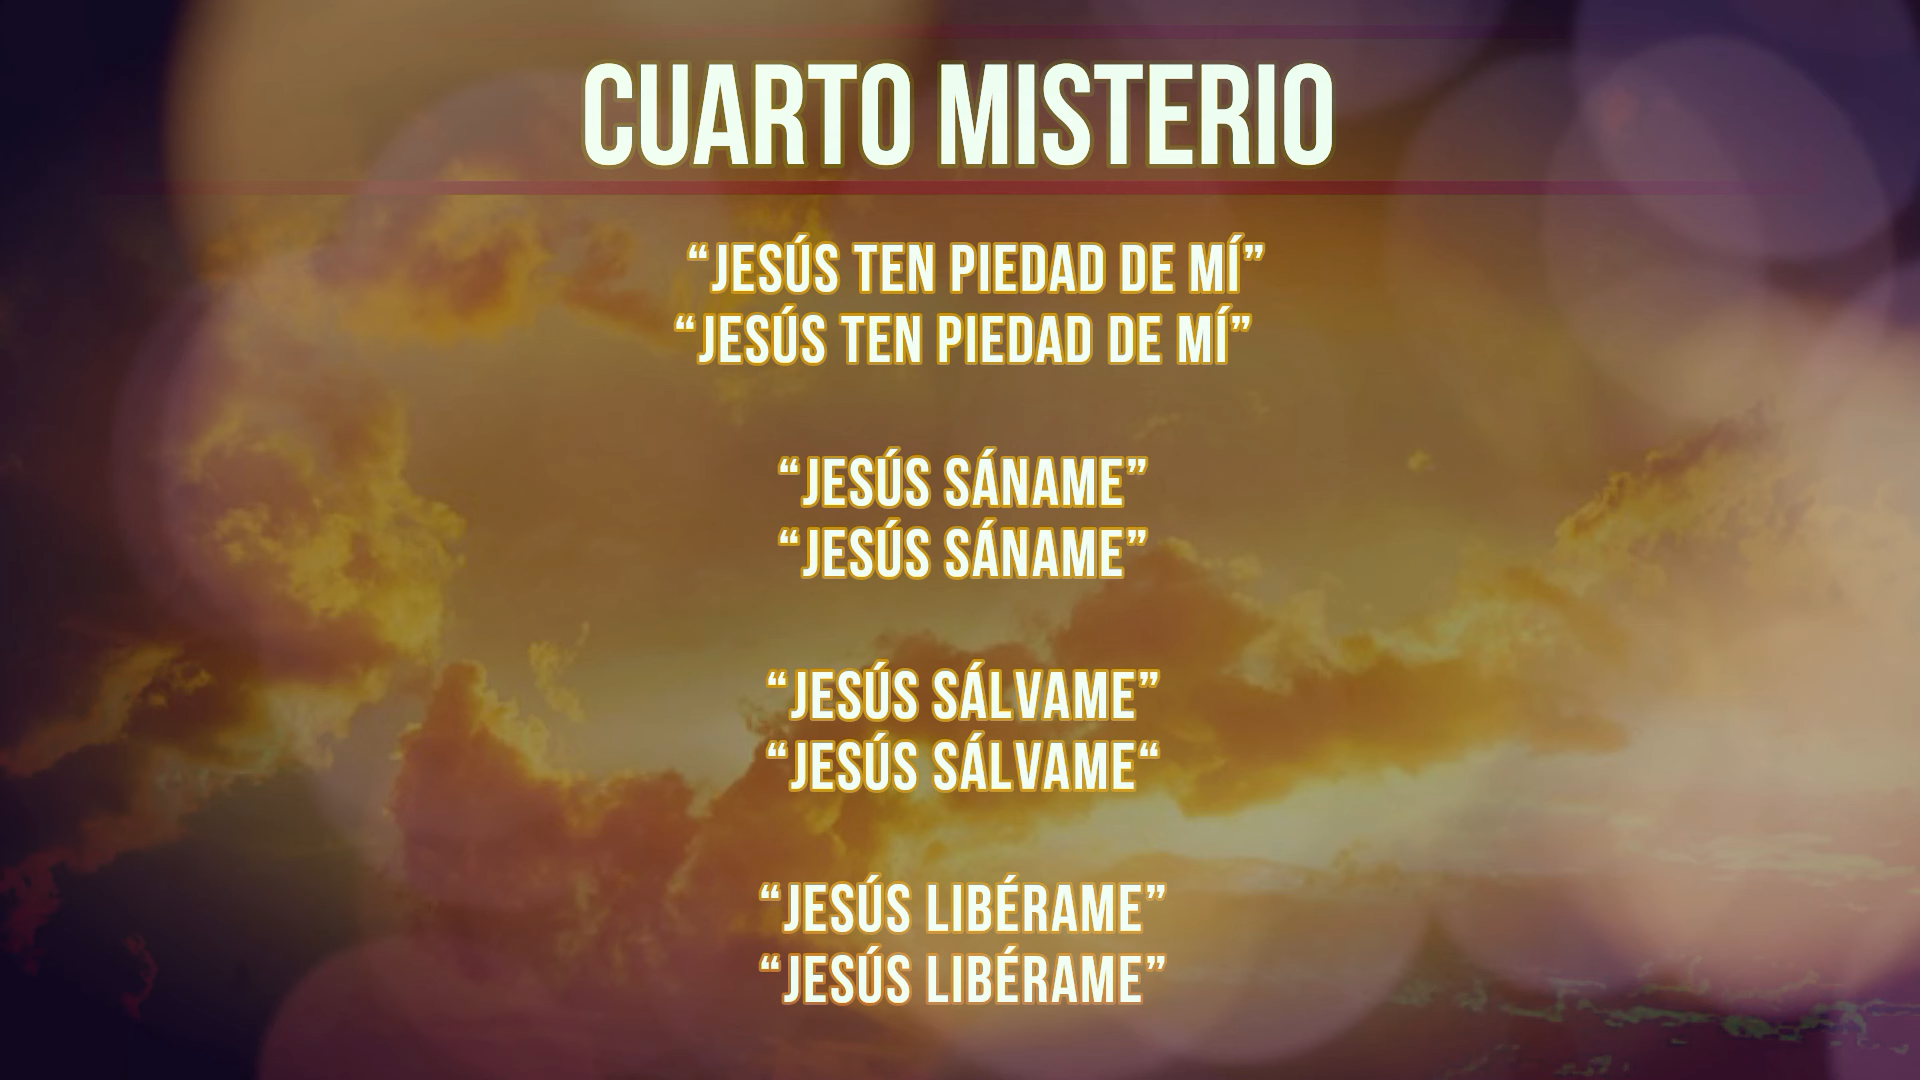 CUARTO MISTERIO
“JESÚS TEN PIEDAD DE MÍ”
“JESÚS TEN PIEDAD DE MÍ”
“JESÚS SÁNAME”
“JESÚS SÁNAME”
“JESÚS SÁLVAME”
“JESÚS SÁLVAME“
“JESÚS LIBÉRAME”
“JESÚS LIBÉRAME”